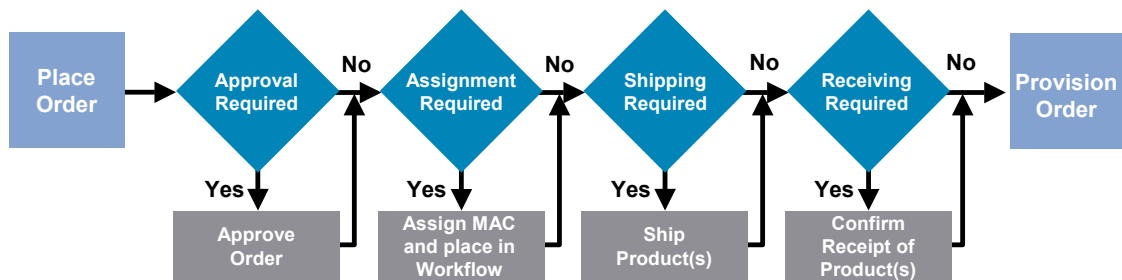 Place
Order
Approval
Required
No
Yes
Approve
Order
Assignment
Required
No
Yes
Assign MAC
and place in
Workflow
Shipping
Required
No
Yes
Ship
Product(s)
Receiving
Required
No
Yes
Confirm
Receipt of
Product(s)
Provision
Order